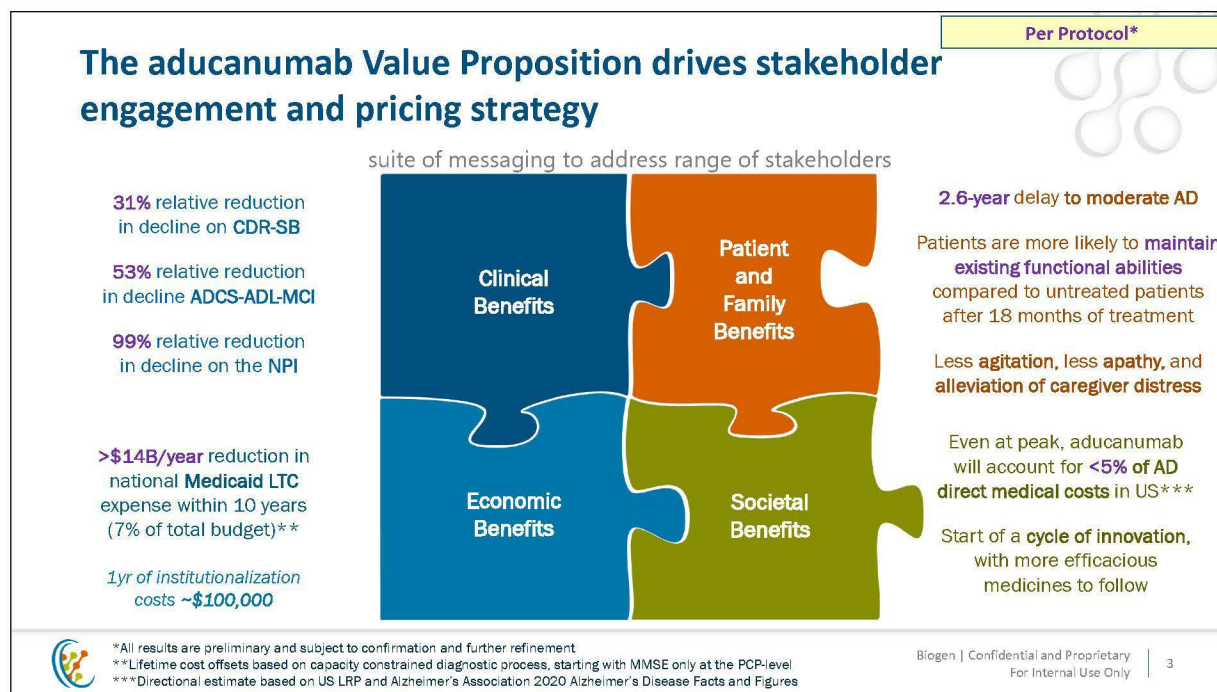 Per Protocol*
The aducanumab Value Proposition drives stakeholder
engagement and pricing strategy
suite of messaging to address range of stakeholders
31% relative reduction
in decline on CDR-SB
53% relative reduction
in decline ADCS-ADL-MCI
99% relative reduction
in decline on the NPI
Clinical
Benefits
Patient
and
Family
Benefits
2.6-year delay to moderate AD
Patients are more likely to maintain
existing functional abilities
compared to untreated patients
after 18 months of treatment
Less agitation, less apathy, and
alleviation of caregiver distress
>$14B/year reduction in
national Medicaid LTC
expense within 10 years
(7% of total budget)**
1yr of institutionalization
costs ~$100,000
Economic
Benefits
Societal
Benefits
Even at peak, aducanumab
will account for <5% of AD
direct medical costs in US***
Start of a cycle of innovation,
with more efficacious
medicines to follow
*All results are preliminary and subject to confirmation and further refinement
**Lifetime cost offsets based on capacity constrained diagnostic process, starting with MMSE only at the PCP-level
***Directional estimate based on US LRP and Alzheimer's Association 2020 Alzheimer's Disease Facts and Figures
Biogen | Confidential and Proprietary
For Internal Use Only
3